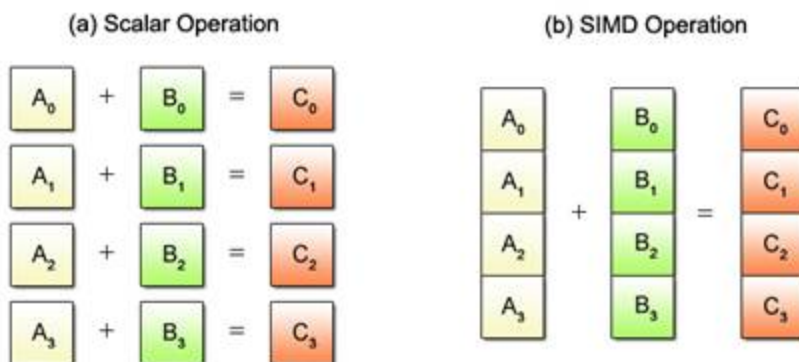 (a) Scalar Operation
A₀ + B₀ = C₀
A₁ + B₁ = C₁
A₂ + B₂ = C₂
A₃ + B₃ = C₃
(b) SIMD Operation
A₀ B₀ C₀
A₁ B₁ C₁
+ =
A₂ B₂ C₂
A₃ B₃ C₃